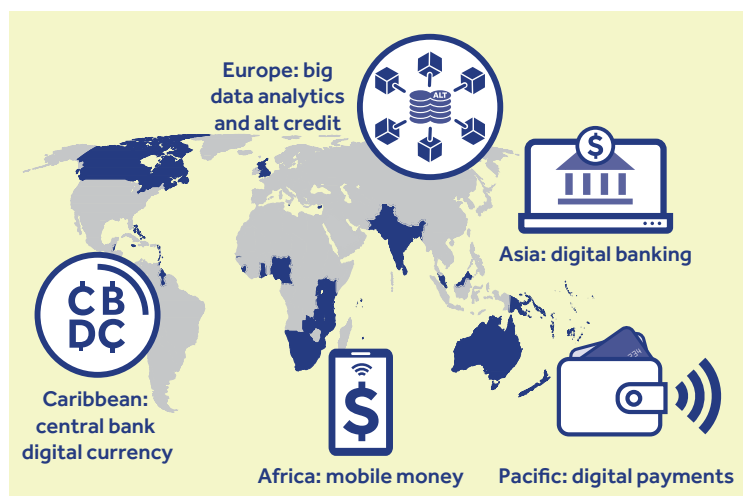 Europe: big
data analytics
and alt credit
ALT
$
Asia: digital banking
CB
DC
Caribbean:
central bank
digital currency
$
Africa: mobile money
234
Pacific: digital payments